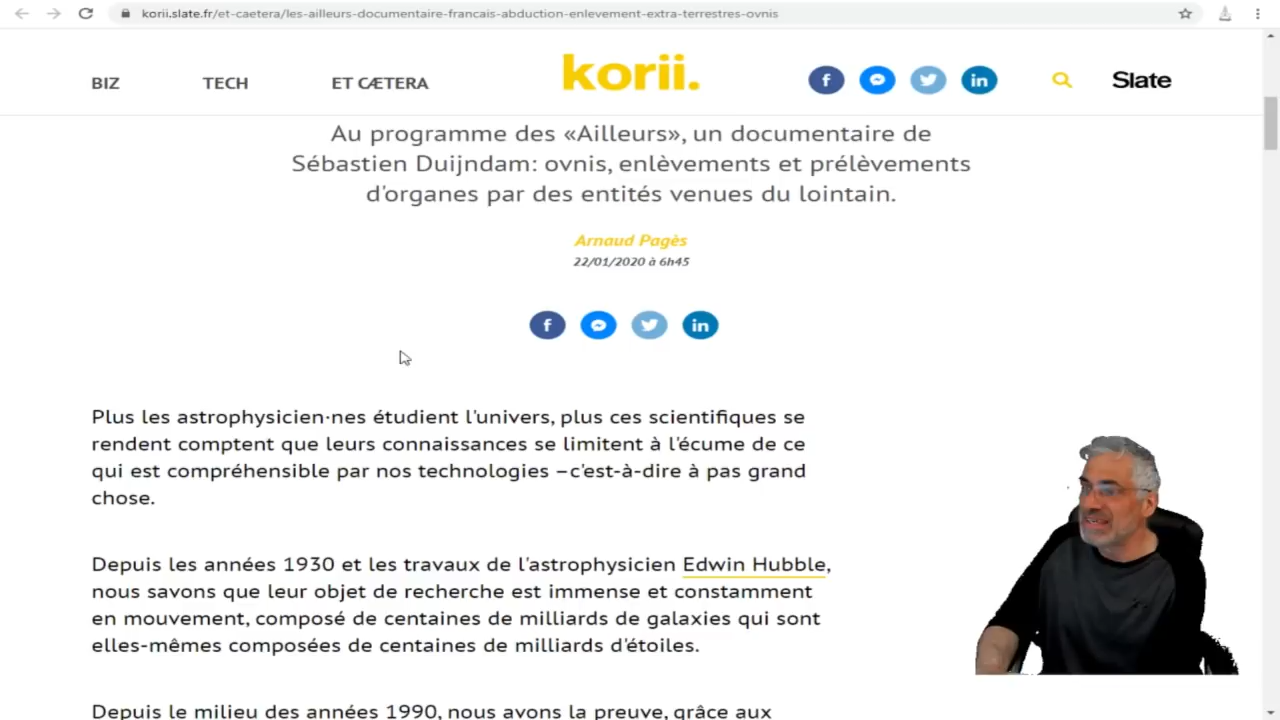 korii.slate.fr/et-caetera/les-ailleurs-documentaire-francais-abduction-enlevement-extra-terrestres-ovnis
BIZ TECH ET CÆTERA korii. f in Slate
Au programme des «Ailleurs», un documentaire de
Sébastien Duijndam: ovnis, enlèvements et prélèvements
d'organes par des entités venues du lointain.
Arnaud Pagès
22/01/2020 à 6h45
f in
Plus les astrophysicien·nes étudient l'univers, plus ces scientifiques se
rendent comptent que leurs connaissances se limitent à l'écume de ce
qui est compréhensible par nos technologies –c'est-à-dire à pas grand
chose.
Depuis les années 1930 et les travaux de l'astrophysicien Edwin Hubble,
nous savons que leur objet de recherche est immense et constamment
en mouvement, composé de centaines de milliards de galaxies qui sont
elles-mêmes composées de centaines de milliards d'étoiles.
Depuis le milieu des années 1990, nous avons la preuve, grâce aux